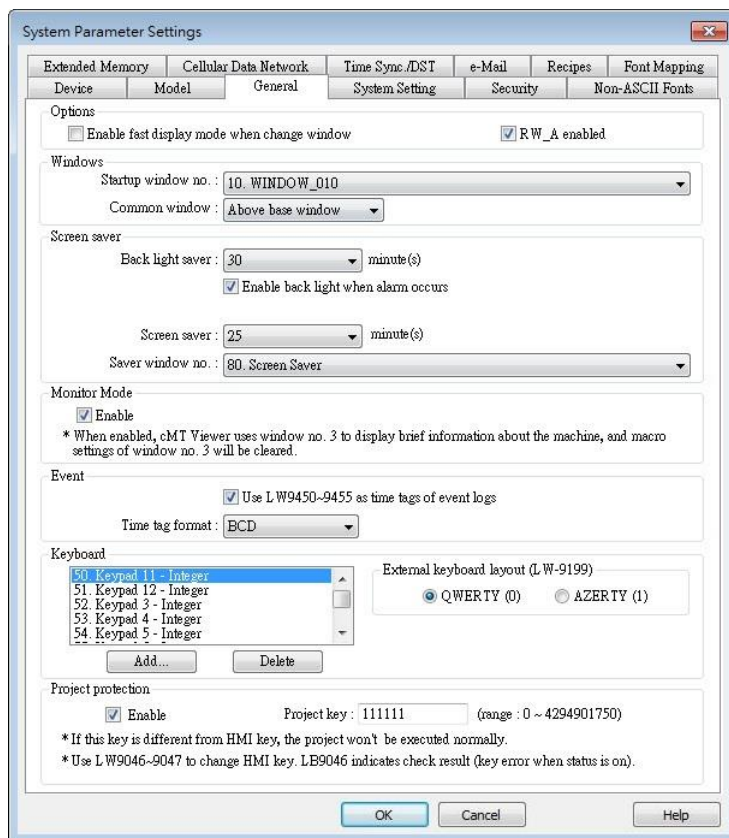 System Parameter Settings
Extended Memory Cellular Data Network Time Sync./DST e-Mail Recipes Font Mapping
Device Model General System Setting Security Non-ASCII Fonts
Options
Enable fast display mode when change window RW_A enabled
Windows
Startup window no. : 10. WINDOW_010
Common window : Above base window
Screen saver
Back light saver : 30 minute(s)
Enable back light when alarm occurs
Screen saver : 25 minute(s)
Saver window no. : 80. Screen Saver
Monitor Mode
Enable
* When enabled, cMT Viewer uses window no. 3 to display brief information about the machine, and macro
settings of window no. 3 will be cleared.
Event
Use LW9450~9455 as time tags of event logs
Time tag format : BCD
Keyboard
50. Keypad 11 - Integer
51. Keypad 12 - Integer
52. Keypad 3 - Integer
53. Keypad 4 - Integer
54. Keypad 5 - Integer
External keyboard layout (LW-9199)
QWERTY (0) AZERTY (1)
Add... Delete
Project protection
Enable Project key : 111111 (range : 0 ~ 4294901750)
* If this key is different from HMI key, the project won't be executed normally.
* Use LW9046~9047 to change HMI key. LB9046 indicates check result (key error when status is on).
OK Cancel Help